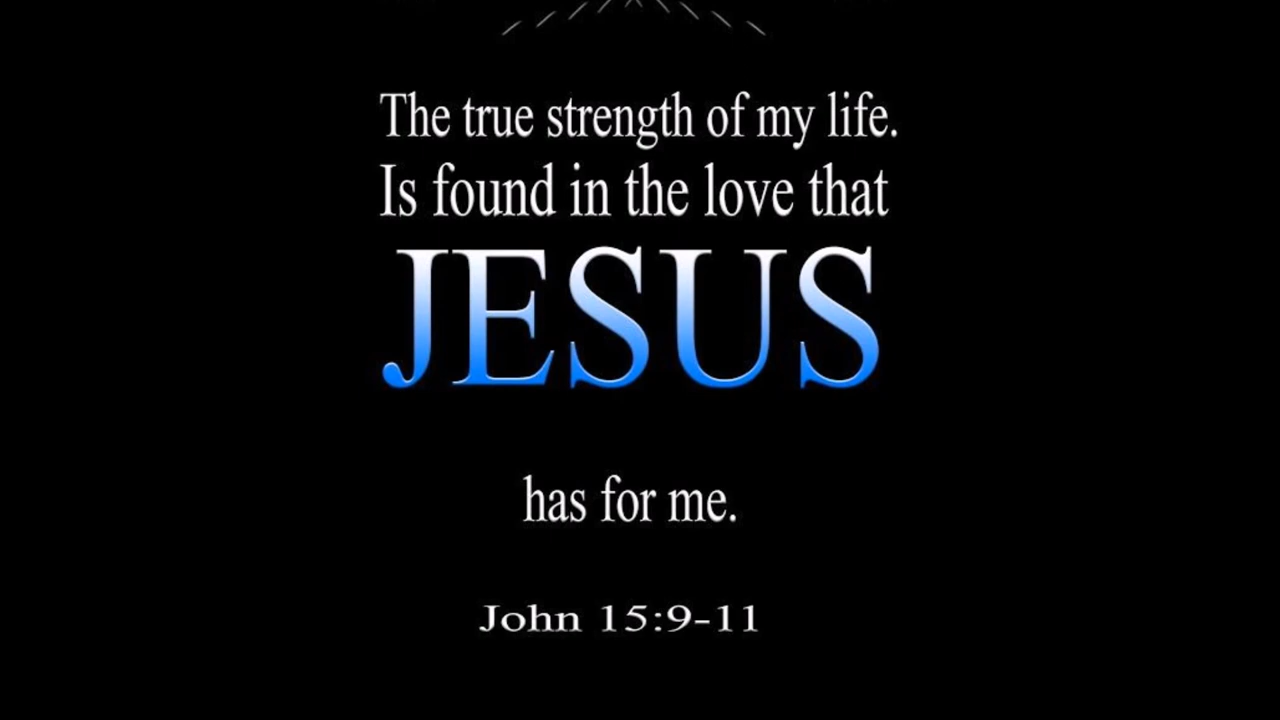 The true strength of my life.
Is found in the love that
JESUS
has for me.
John 15:9-11